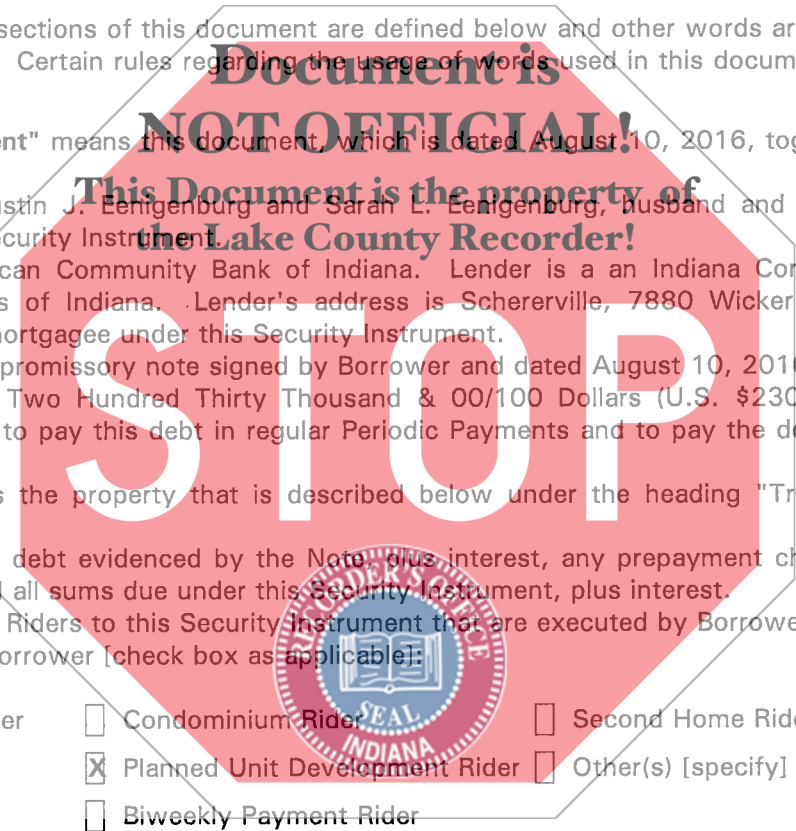 sections of this document are defined below and other words ar
Certain rules regarding the usage of words used in this docum
Document is
NOT OFFICIAL!
This Document is the property of
the Lake County Recorder!
ent" means this document, which is dated August 10, 2016, tog
ustin J. Eenigenburg and Sarah L. Eenigenburg, husband and
ecurity Instrument.
ican Community Bank of Indiana. Lender is a an Indiana Cor
s of Indiana. Lender's address is Schererville, 7880 Wicker
nortgagee under this Security Instrument.
promissory note signed by Borrower and dated August 10, 2016
Two Hundred Thirty Thousand & 00/100 Dollars (U.S. $230
to pay this debt in regular Periodic Payments and to pay the de
STOP
s the property that is described below under the heading "Tr
debt evidenced by the Note, plus interest, any prepayment ch
d all sums due under this Security Instrument, plus interest.
Riders to this Security Instrument that are executed by Borrowe
orrower [check box as applicable]:
RECORDER'S OFFICE
SEAL
INDIANA
er Condominium Rider Second Home Ride
X Planned Unit Development Rider Other(s) [specify]
Biweekly Payment Rider